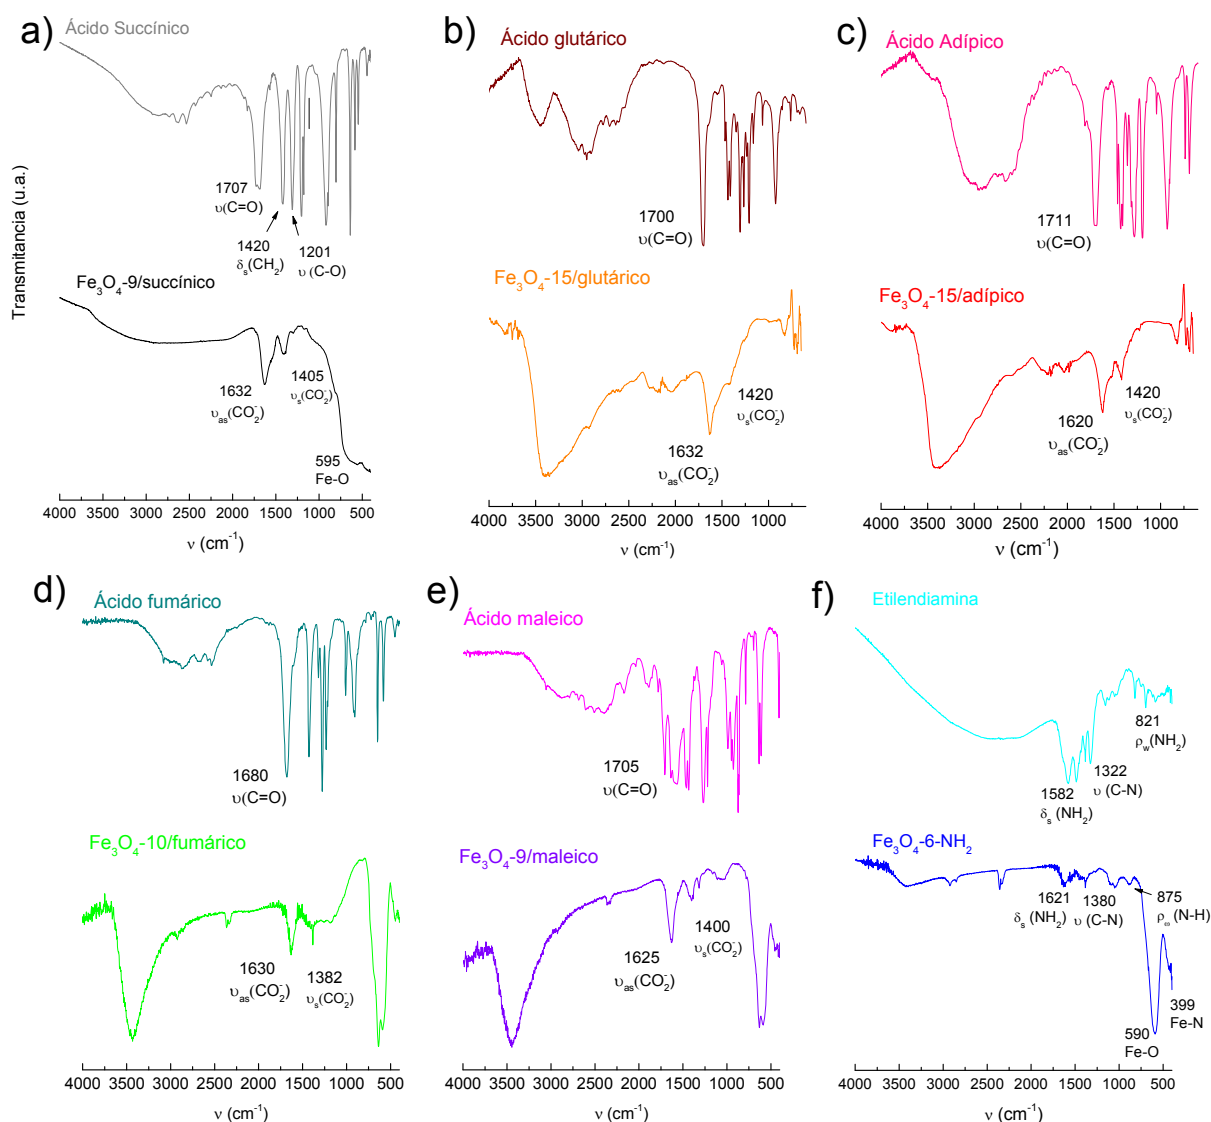 a)
Ácido Succínico
Transmitancia (u.a.)
1707
υ(C=O)
1420
δs(CH2)
1201
υ (C-O)
Fe3O4-9/succínico
1632
υas(CO2-)
1405
υs(CO2-)
595
Fe-O
4000 3500 3000 2500 2000 1500 1000 500
ν (cm-1)
b)
Ácido glutárico
1700
υ(C=O)
Fe3O4-15/glutárico
1420
υs(CO2-)
1632
υas(CO2-)
4000 3500 3000 2500 2000 1500 1000
ν (cm-1)
c)
Ácido Adípico
1711
υ(C=O)
Fe3O4-15/adípico
1420
υs(CO2-)
1620
υas(CO2-)
4000 3500 3000 2500 2000 1500 1000
ν (cm-1)
d)
Ácido fumárico
1680
υ(C=O)
Fe3O4-10/fumárico
1630
υas(CO2-)
1382
υs(CO2-)
4000 3500 3000 2500 2000 1500 1000 500
ν (cm-1)
e)
Ácido maleico
1705
υ(C=O)
Fe3O4-9/maleico
1400
υs(CO2-)
1625
υas(CO2-)
4000 3500 3000 2500 2000 1500 1000 500
ν (cm-1)
f)
Etilendiamina
821
ρw(NH2)
1322
υ (C-N)
1582
δs (NH2)
Fe3O4-6-NH2
1621
δs (NH2)
1380
υ (C-N)
875
ρω (N-H)
399
Fe-N
590
Fe-O
4000 3500 3000 2500 2000 1500 1000 500
ν (cm-1)